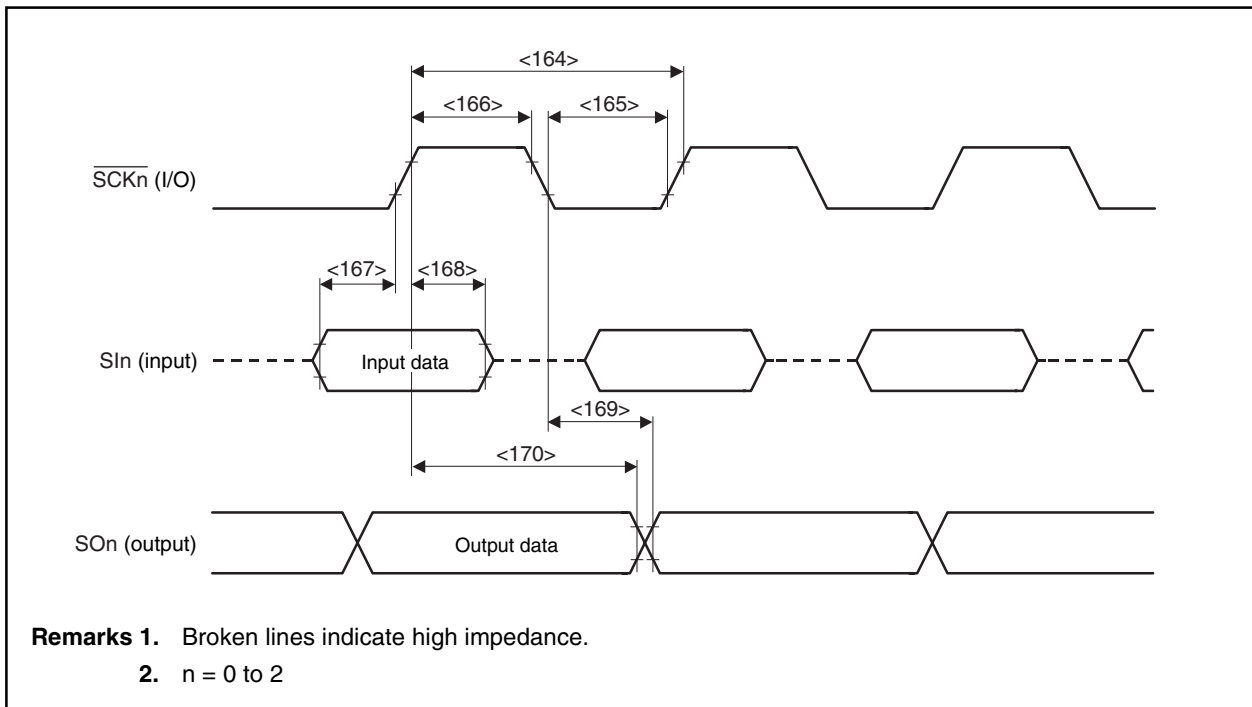 <164>
<166> <165>
SCKn (I/O)
<167> <168>
SIn (input)
Input data
<169>
<170>
SOn (output)
Output data
Remarks 1. Broken lines indicate high impedance.
2. n = 0 to 2